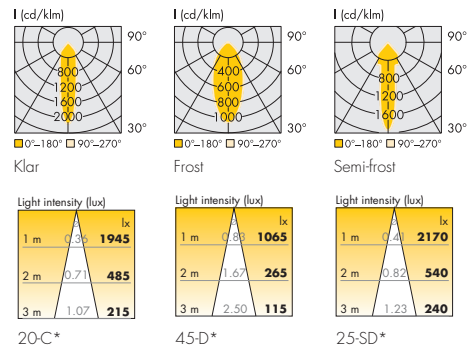 I (cd/klm)
90°
60°
800
1200
1600
2000
30°
0°–180° 90°–270°
Klar
I (cd/klm)
90°
60°
400
600
800
1000
30°
0°–180° 90°–270°
Frost
I (cd/klm)
90°
60°
800
1200
1600
30°
0°–180° 90°–270°
Semi-frost
Light intensity (lux)
lx
1 m 0.36 1945
2 m 0.71 485
3 m 1.07 215
20-C*
Light intensity (lux)
lx
1 m 0.83 1065
2 m 1.67 265
3 m 2.50 115
45-D*
Light intensity (lux)
lx
1 m 0.41 2170
2 m 0.82 540
3 m 1.23 240
25-SD*